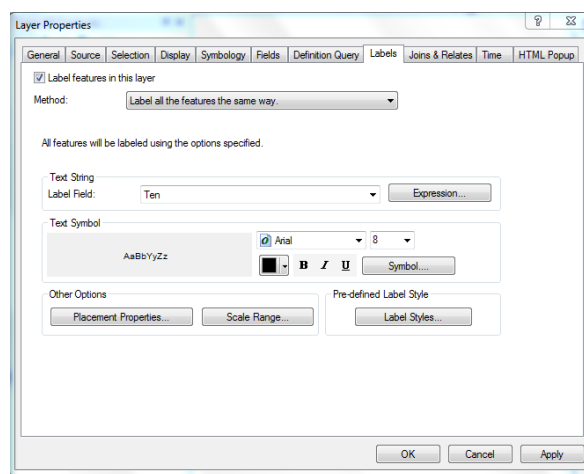 Layer Properties
General Source Selection Display Symbology Fields Definition Query Labels Joins & Relates Time HTML Popup
Label features in this layer
Method: Label all the features the same way.
All features will be labeled using the options specified.
Text String
Label Field: Ten Expression...
Text Symbol
AaBbYyZz
Arial 8
B I U Symbol....
Other Options Pre-defined Label Style
Placement Properties... Scale Range... Label Styles...
OK Cancel Apply